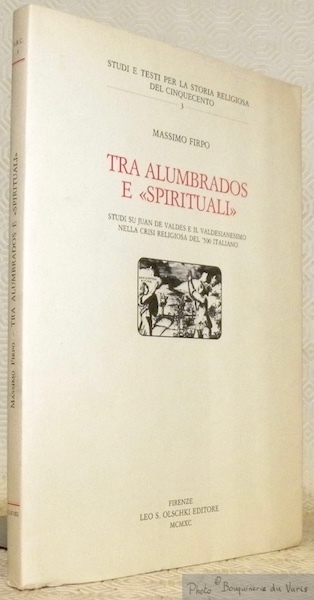 STUDI E TESTI PER LA STORIA RELIGIOSA
DEL CINQUECENTO
3
MASSIMO FIRPO
TRA ALUMBRADOS
E «SPIRITUALI»
STUDI SU JUAN DE VALDES E IL VALDESIANESIMO
NELLA CRISI RELIGIOSA DEL '500 ITALIANO
FIRENZE
LEO S. OLSCHKI EDITORE
MCMXC
MASSIMO FIRPO TRA ALUMBRADOS E «SPIRITUALI»
Photo © Bouquinerie du Varis